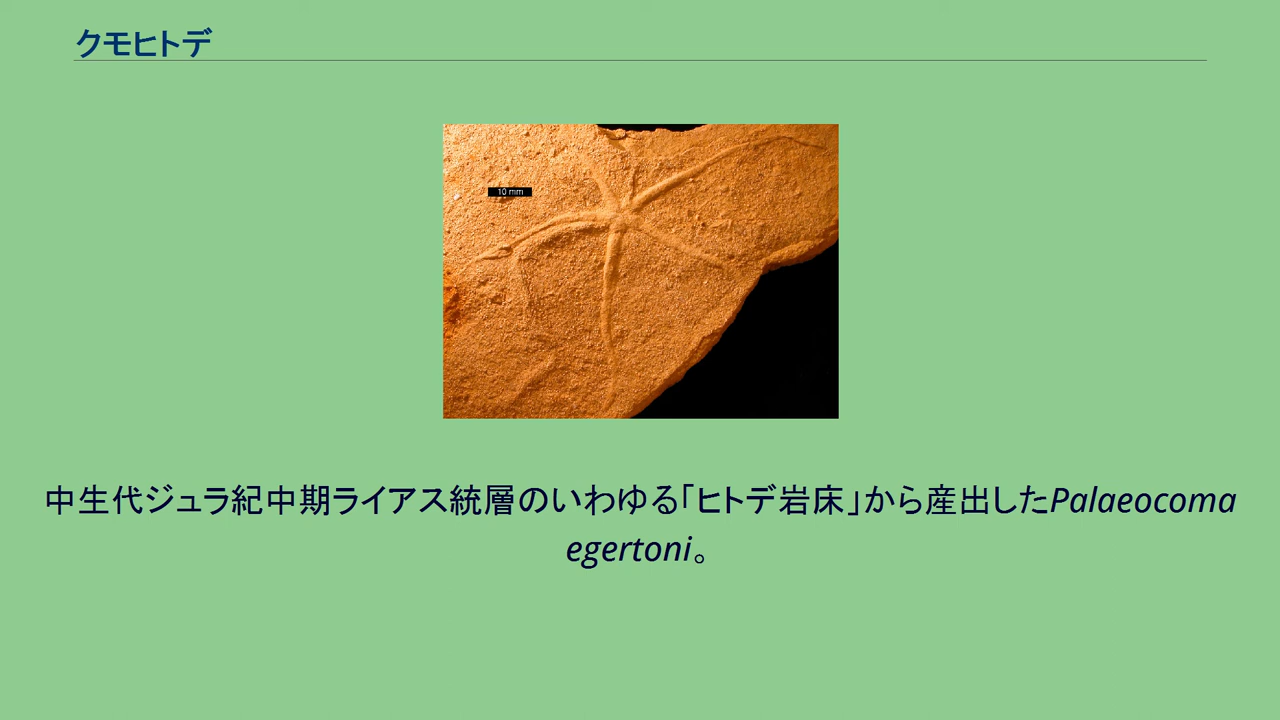 クモヒトデ
10 mm
中生代ジュラ紀中期ライアス統層のいわゆる「ヒトデ岩床」から産出したPalaeocoma
egertoni。